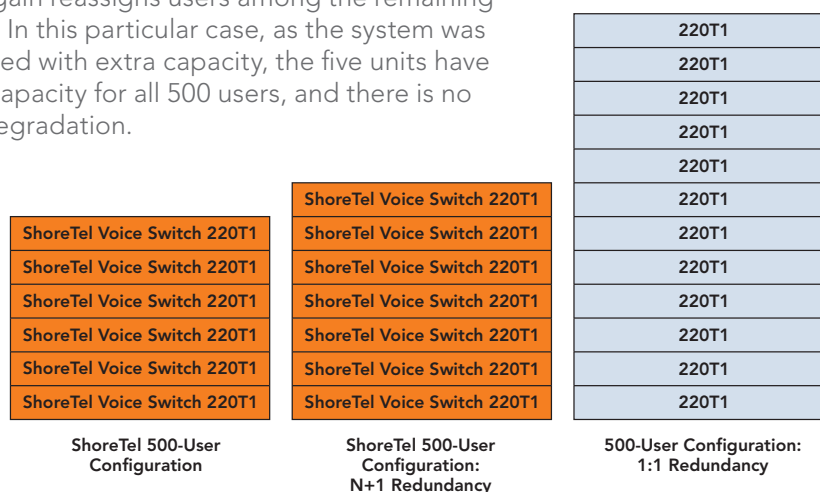 gain reassigns users among the remaining
In this particular case, as the system was
ed with extra capacity, the five units have
apacity for all 500 users, and there is no
egradation.
ShoreTel Voice Switch 220T1
ShoreTel Voice Switch 220T1
ShoreTel Voice Switch 220T1
ShoreTel Voice Switch 220T1
ShoreTel Voice Switch 220T1
ShoreTel Voice Switch 220T1
ShoreTel 500-User
Configuration
ShoreTel Voice Switch 220T1
ShoreTel Voice Switch 220T1
ShoreTel Voice Switch 220T1
ShoreTel Voice Switch 220T1
ShoreTel Voice Switch 220T1
ShoreTel Voice Switch 220T1
ShoreTel Voice Switch 220T1
ShoreTel 500-User
Configuration:
N+1 Redundancy
220T1
220T1
220T1
220T1
220T1
220T1
220T1
220T1
220T1
220T1
220T1
220T1
500-User Configuration:
1:1 Redundancy